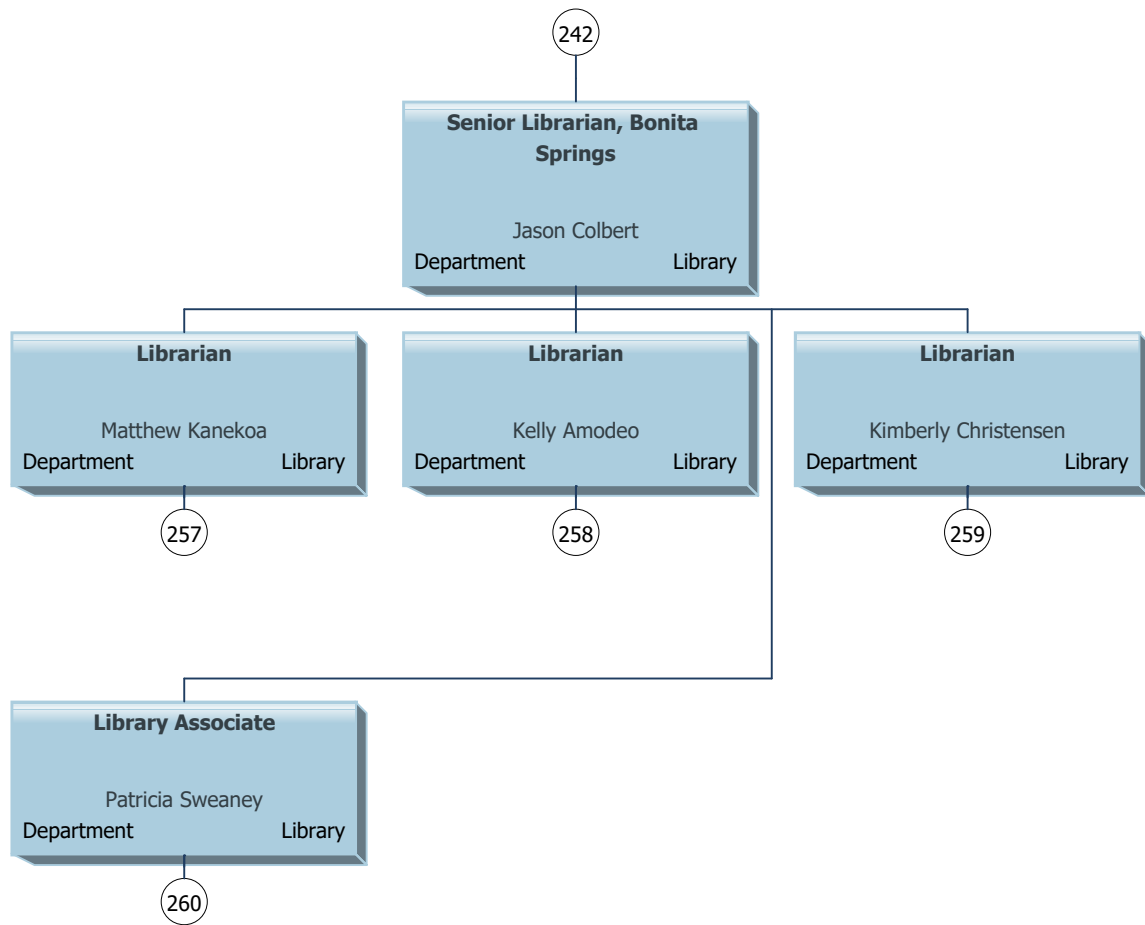 242
Senior Librarian, Bonita
Springs
Jason Colbert
Department Library
Librarian
Matthew Kanekoa
Department Library
257
Librarian
Kelly Amodeo
Department Library
258
Librarian
Kimberly Christensen
Department Library
259
Library Associate
Patricia Sweaney
Department Library
260